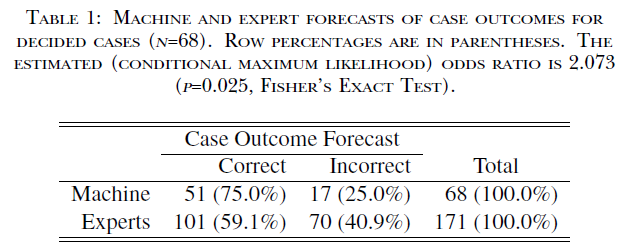 TABLE 1: MACHINE AND EXPERT FORECASTS OF CASE OUTCOMES FOR
DECIDED CASES (N=68). ROW PERCENTAGES ARE IN PARENTHESES. THE
ESTIMATED (CONDITIONAL MAXIMUM LIKELIHOOD) ODDS RATIO IS 2.073
(P=0.025, FISHER'S EXACT TEST).
Case Outcome Forecast
Correct Incorrect Total
Machine 51 (75.0%) 17 (25.0%) 68 (100.0%)
Experts 101 (59.1%) 70 (40.9%) 171 (100.0%)